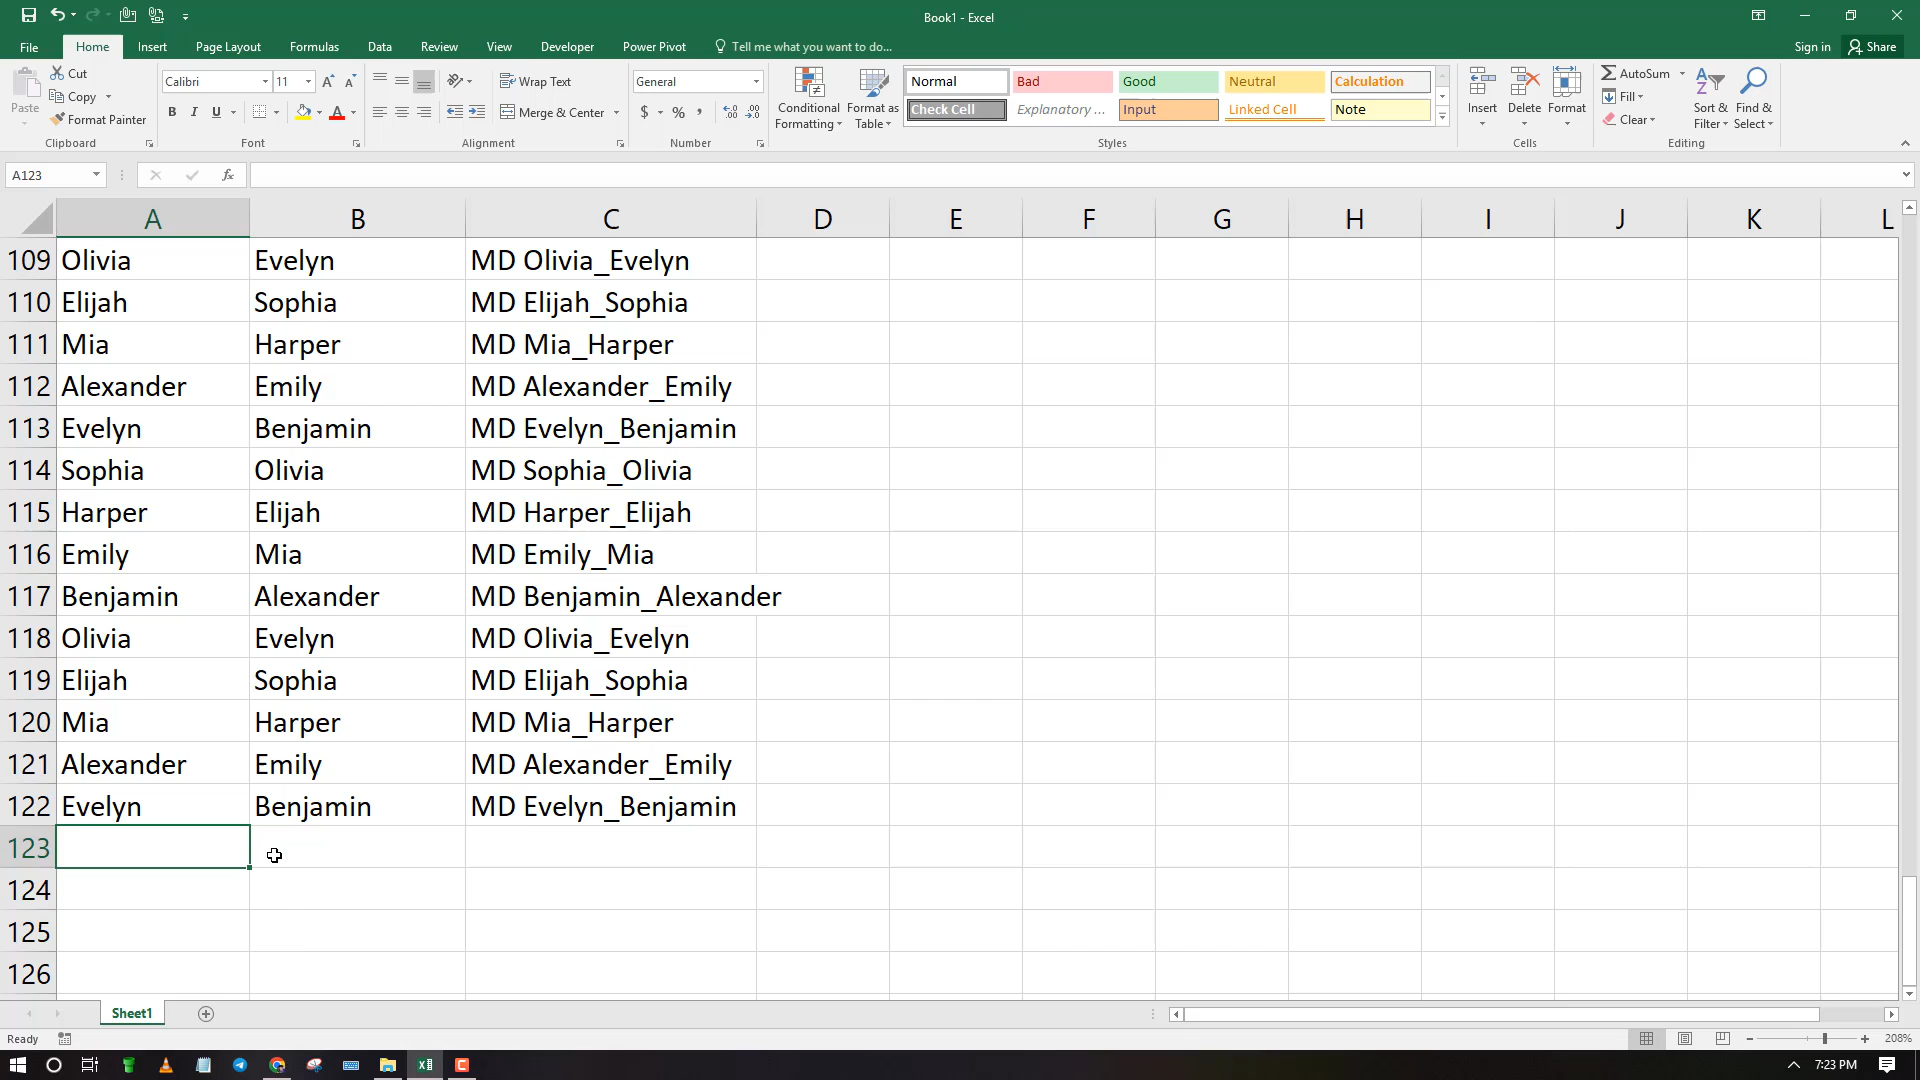 Book1 - Excel
File Home Insert Page Layout Formulas Data Review View Developer Power Pivot Tell me what you want to do... Sign in Share
Paste
Cut
Copy
Format Painter
Clipboard
Calibri 11
B I U
Font
Wrap Text
Merge & Center
Alignment
General
$ % ,
Number
Conditional Formatting
Format as Table
Normal Bad Good Neutral Calculation
Check Cell Explanatory ... Input Linked Cell Note
Styles
Insert Delete Format
Cells
AutoSum
Fill
Clear
Sort & Filter
Find & Select
Editing
A123 fx
A B C D E F G H I J K L
109 Olivia Evelyn MD Olivia_Evelyn
110 Elijah Sophia MD Elijah_Sophia
111 Mia Harper MD Mia_Harper
112 Alexander Emily MD Alexander_Emily
113 Evelyn Benjamin MD Evelyn_Benjamin
114 Sophia Olivia MD Sophia_Olivia
115 Harper Elijah MD Harper_Elijah
116 Emily Mia MD Emily_Mia
117 Benjamin Alexander MD Benjamin_Alexander
118 Olivia Evelyn MD Olivia_Evelyn
119 Elijah Sophia MD Elijah_Sophia
120 Mia Harper MD Mia_Harper
121 Alexander Emily MD Alexander_Emily
122 Evelyn Benjamin MD Evelyn_Benjamin
123
124
125
126
Sheet1
Ready 208%
7:23 PM